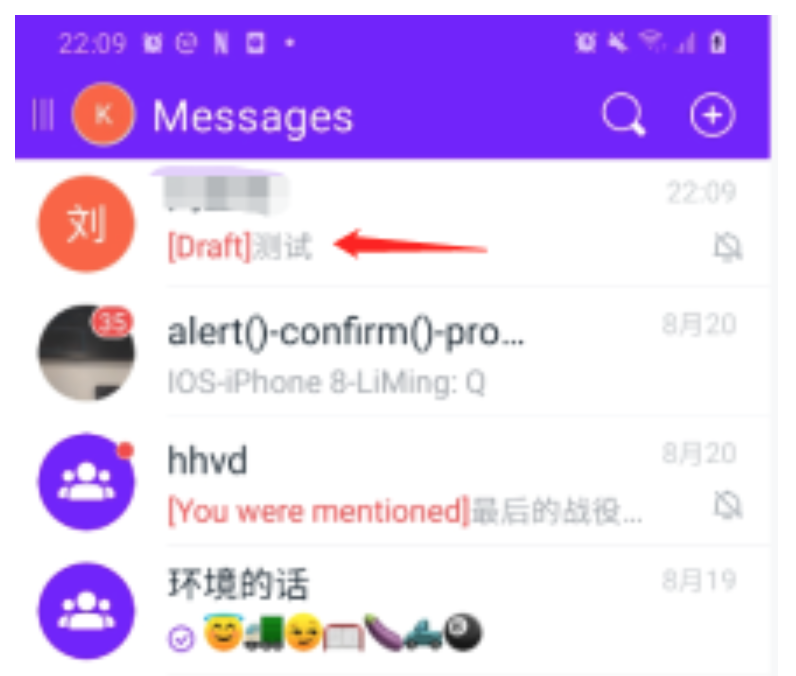 22:09
K Messages
刘
22:09
[Draft]测试
35
alert()-confirm()-pro...
8月20
IOS-iPhone 8-LiMing: Q
hhvd
8月20
[You were mentioned]最后的战役...
环境的话
8月19